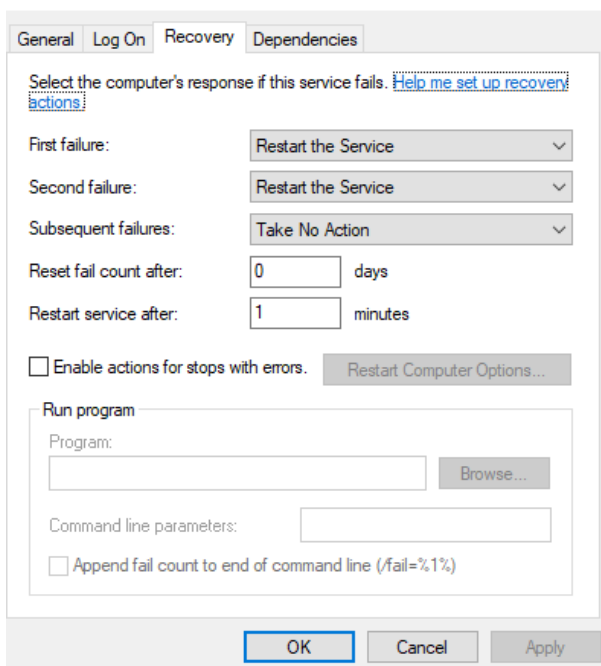 General Log On Recovery Dependencies
Select the computer's response if this service fails. Help me set up recovery
actions.
First failure: Restart the Service
Second failure: Restart the Service
Subsequent failures: Take No Action
Reset fail count after: 0 days
Restart service after: 1 minutes
Enable actions for stops with errors. Restart Computer Options...
Run program
Program:
Browse...
Command line parameters:
Append fail count to end of command line (/fail=%1%)
OK Cancel Apply